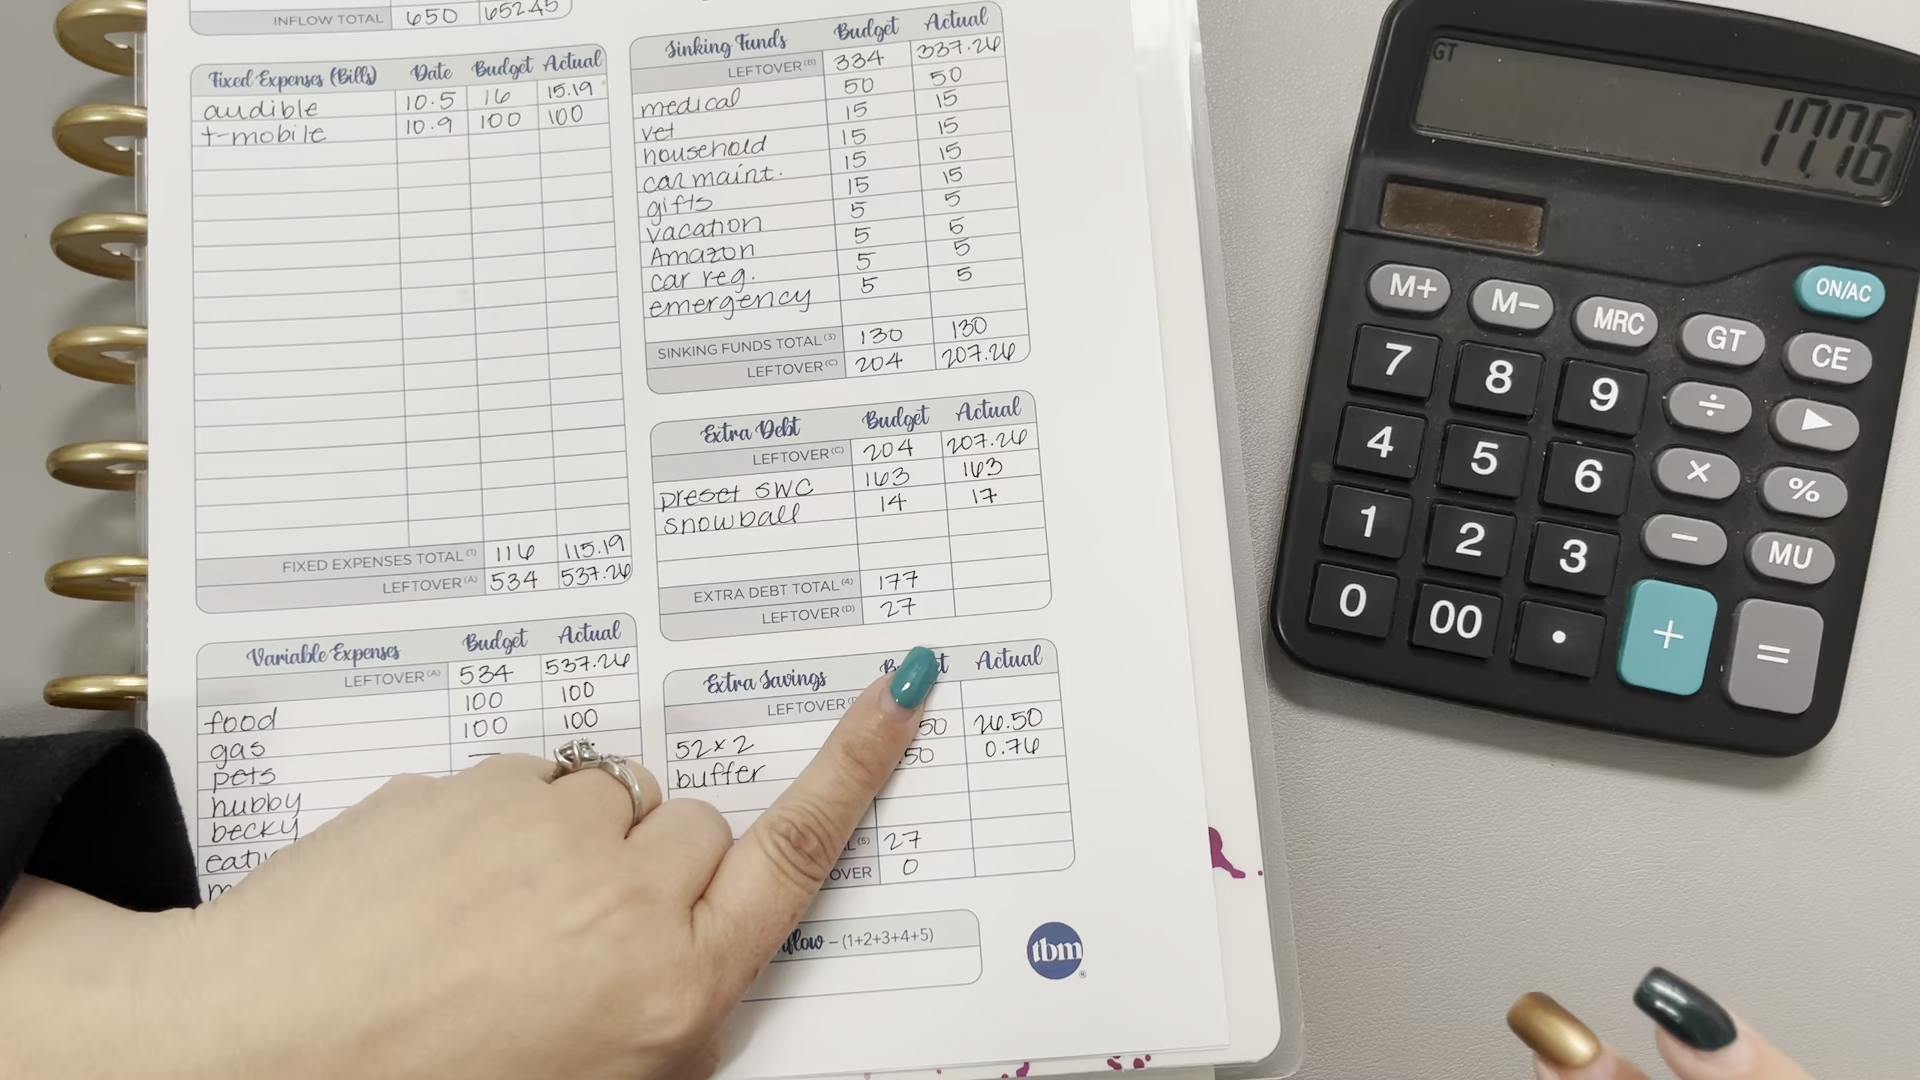 INFLOW TOTAL 650 652.45
Fixed Expenses (Bills) Date Budget Actual
audible 10.5 16 15.19
t-mobile 10.9 100 100
FIXED EXPENSES TOTAL (1) 116 115.19
LEFTOVER (A) 534 537.26
Variable Expenses Budget Actual
LEFTOVER (A) 534 537.26
food 100 100
gas 100 100
pets —
hubby
becky
Sinking Funds Budget Actual
LEFTOVER (B) 334 337.26
medical 50 50
vet 15 15
household 15 15
car maint. 15 15
gifts 15 15
vacation 5 5
Amazon 5 5
car reg. 5 5
emergency 5 5
SINKING FUNDS TOTAL (3) 130 130
LEFTOVER (C) 204 207.26
Extra Debt Budget Actual
LEFTOVER (C) 204 207.26
preset SWC 163 163
snowball 14 17
EXTRA DEBT TOTAL (4) 177
LEFTOVER (D) 27
Extra Savings Actual
LEFTOVER
52x2 26.50
buffer .50 0.76
27
0
– (1+2+3+4+5)
tbm
GT
17.76
ON/AC
M+ M− MRC GT CE
7 8 9 ÷ ▶
4 5 6 × %
1 2 3 − MU
0 00 • + =